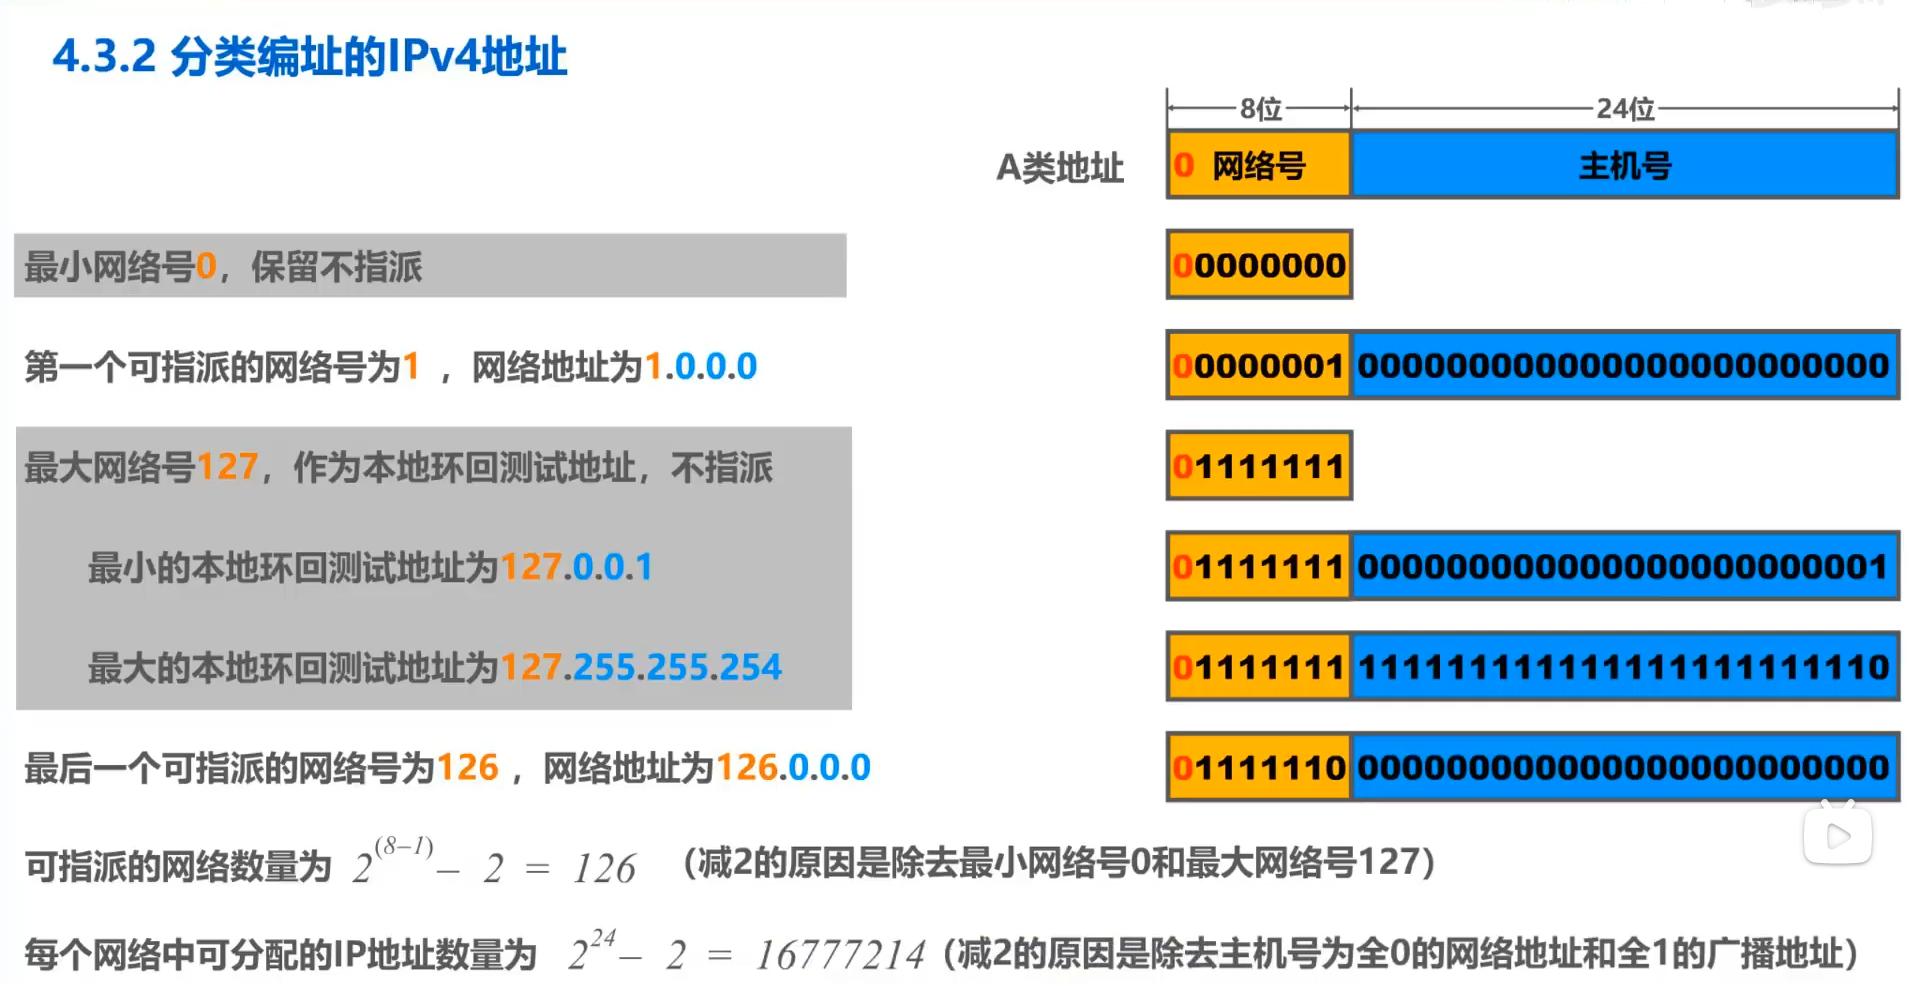 4.3.2 分类编址的IPv4地址
8位 24位
A类地址 0 网络号 主机号
最小网络号0，保留不指派 00000000
第一个可指派的网络号为1 ，网络地址为1.0.0.0 00000001 000000000000000000000000
最大网络号127，作为本地环回测试地址，不指派 01111111
最小的本地环回测试地址为127.0.0.1 01111111 000000000000000000000001
最大的本地环回测试地址为127.255.255.254 01111111 111111111111111111111110
最后一个可指派的网络号为126 ，网络地址为126.0.0.0 01111110 000000000000000000000000
可指派的网络数量为 2^(8–1) – 2 = 126 （减2的原因是除去最小网络号0和最大网络号127）
每个网络中可分配的IP地址数量为 2^24 – 2 = 16777214（减2的原因是除去主机号为全0的网络地址和全1的广播地址）